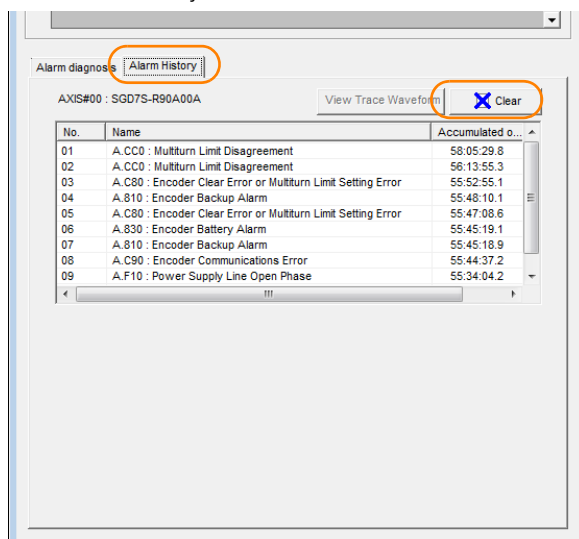 Alarm diagnosis Alarm History
AXIS#00 : SGD7S-R90A00A View Trace Waveform Clear
No. Name Accumulated o...
01 A.CC0 : Multiturn Limit Disagreement 58:05:29.8
02 A.CC0 : Multiturn Limit Disagreement 56:13:55.3
03 A.C80 : Encoder Clear Error or Multiturn Limit Setting Error 55:52:55.1
04 A.810 : Encoder Backup Alarm 55:48:10.1
05 A.C80 : Encoder Clear Error or Multiturn Limit Setting Error 55:47:08.6
06 A.830 : Encoder Battery Alarm 55:45:19.1
07 A.810 : Encoder Backup Alarm 55:45:18.9
08 A.C90 : Encoder Communications Error 55:44:37.2
09 A.F10 : Power Supply Line Open Phase 55:34:04.2